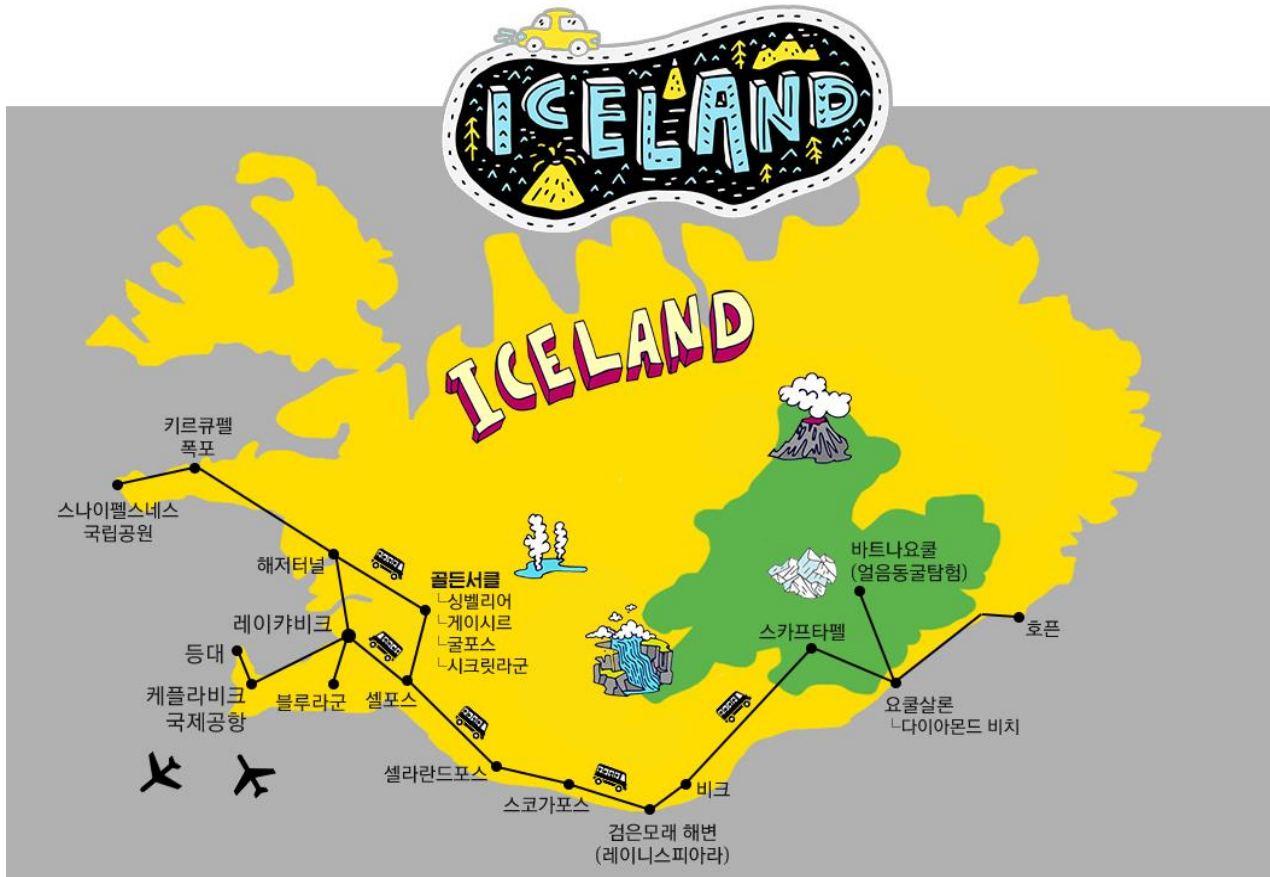 ICELAND
ICELAND
키르큐펠
폭포
스나이펠스네스
국립공원
해저터널
골든서클
└싱벨리어
└게이시르
└굴포스
└시크릿라군
레이캬비크
등대
케플라비크
국제공항
블루라군
셀포스
셀라란드포스
스코가포스
검은모래 해변
(레이니스피아라)
비크
스카프타펠
바트나요쿨
(얼음동굴탐험)
요쿨살론
└다이아몬드 비치
호픈